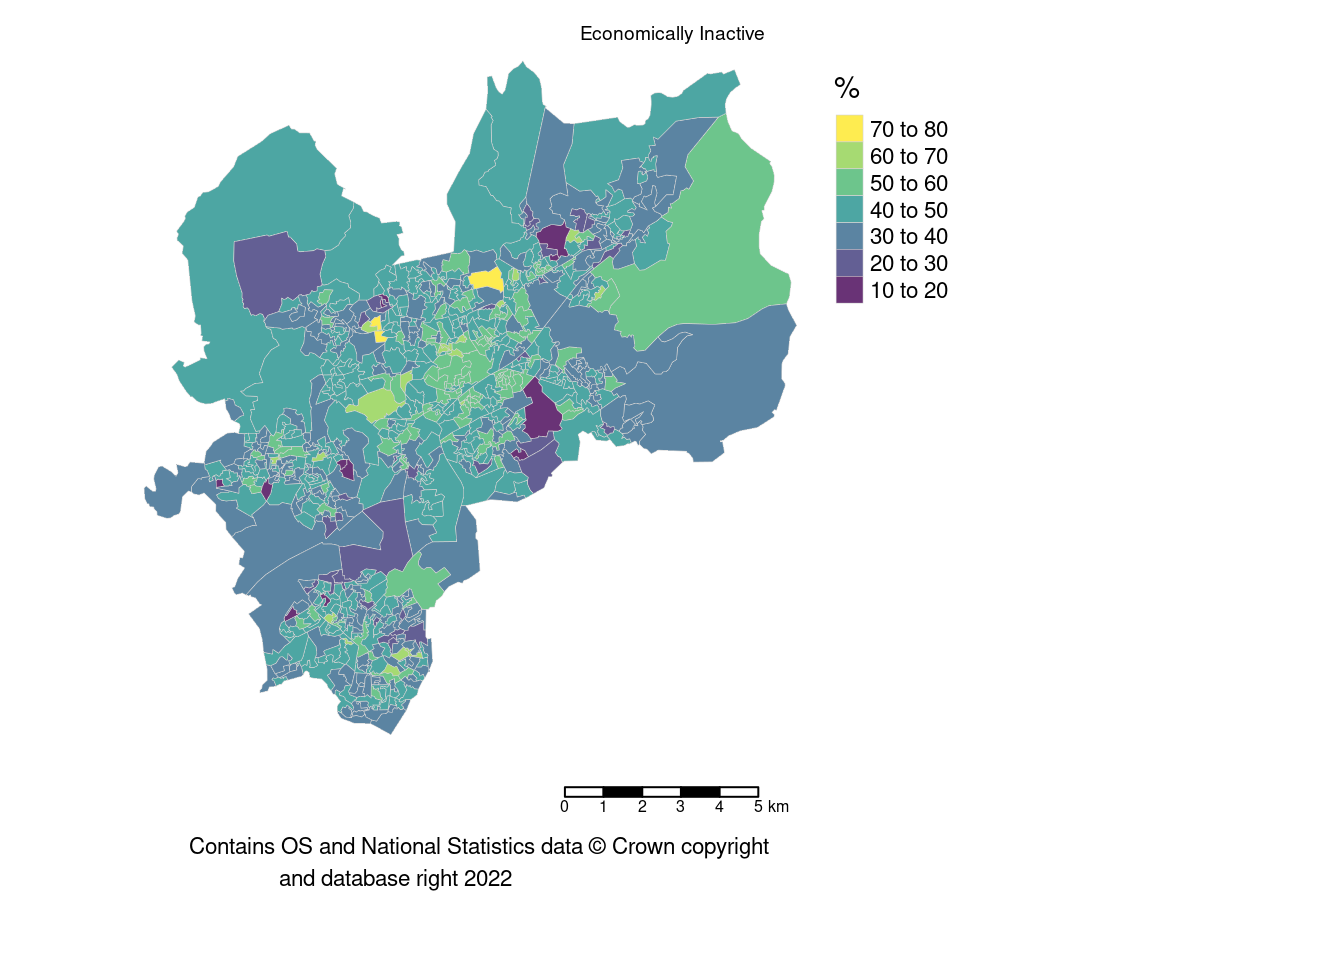 Economically Inactive
%
70 to 80
60 to 70
50 to 60
40 to 50
30 to 40
20 to 30
10 to 20
0 1 2 3 4 5 km
Contains OS and National Statistics data © Crown copyright
and database right 2022